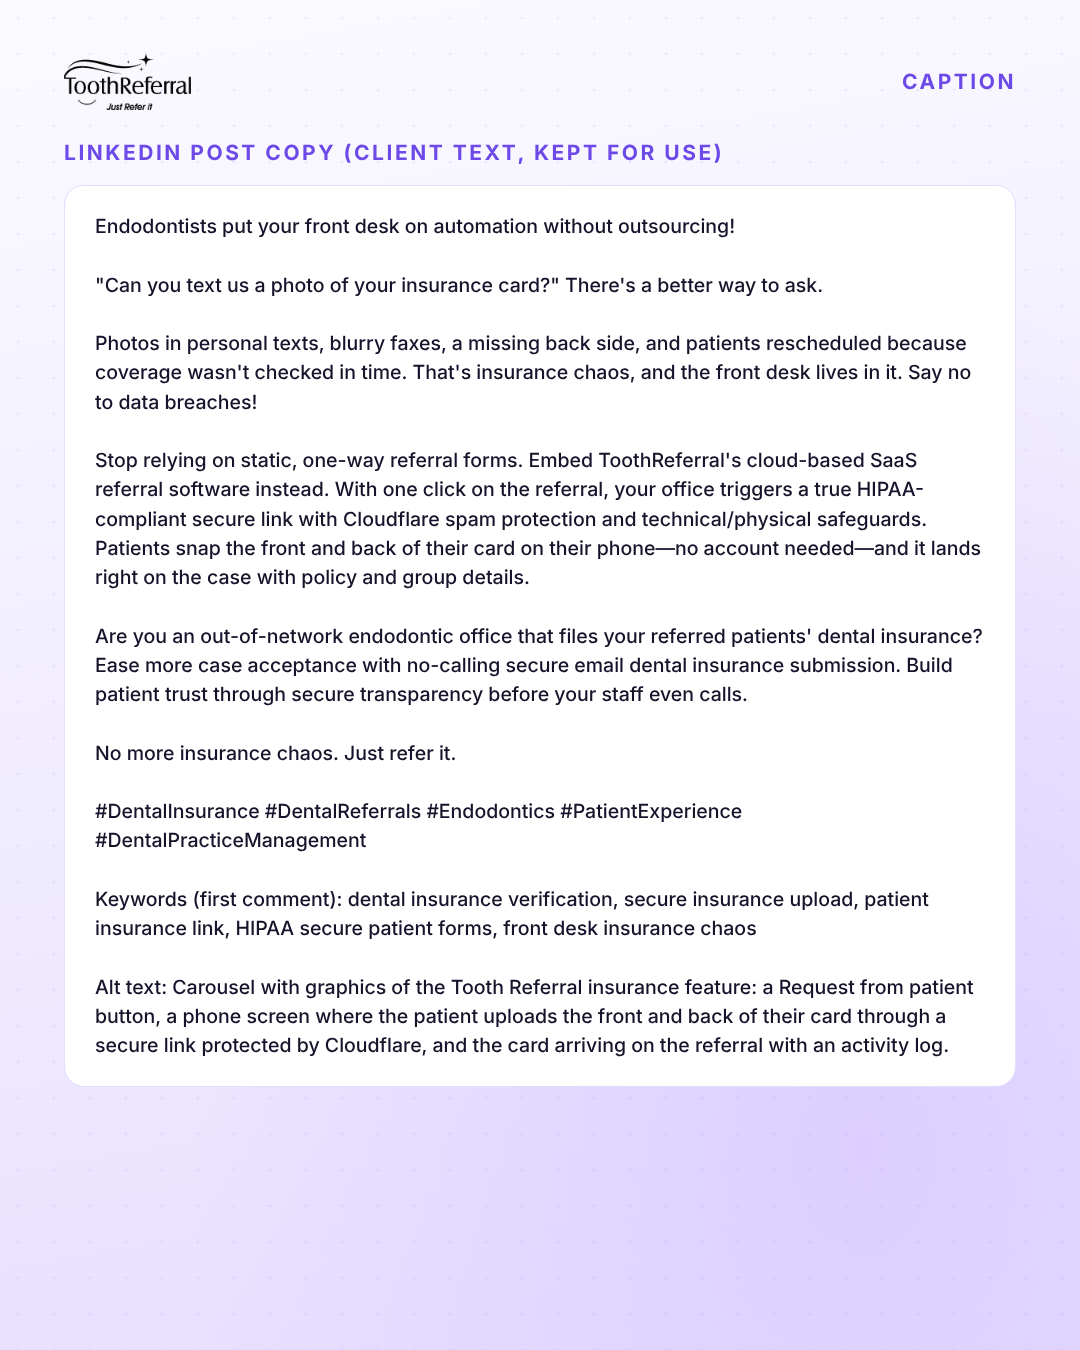 ToothReferral
Just Refer it
CAPTION
LINKEDIN POST COPY (CLIENT TEXT, KEPT FOR USE)
Endodontists put your front desk on automation without outsourcing!
"Can you text us a photo of your insurance card?" There's a better way to ask.
Photos in personal texts, blurry faxes, a missing back side, and patients rescheduled because
coverage wasn't checked in time. That's insurance chaos, and the front desk lives in it. Say no
to data breaches!
Stop relying on static, one-way referral forms. Embed ToothReferral's cloud-based SaaS
referral software instead. With one click on the referral, your office triggers a true HIPAA-
compliant secure link with Cloudflare spam protection and technical/physical safeguards.
Patients snap the front and back of their card on their phone—no account needed—and it lands
right on the case with policy and group details.
Are you an out-of-network endodontic office that files your referred patients' dental insurance?
Ease more case acceptance with no-calling secure email dental insurance submission. Build
patient trust through secure transparency before your staff even calls.
No more insurance chaos. Just refer it.
#DentalInsurance #DentalReferrals #Endodontics #PatientExperience
#DentalPracticeManagement
Keywords (first comment): dental insurance verification, secure insurance upload, patient
insurance link, HIPAA secure patient forms, front desk insurance chaos
Alt text: Carousel with graphics of the Tooth Referral insurance feature: a Request from patient
button, a phone screen where the patient uploads the front and back of their card through a
secure link protected by Cloudflare, and the card arriving on the referral with an activity log.